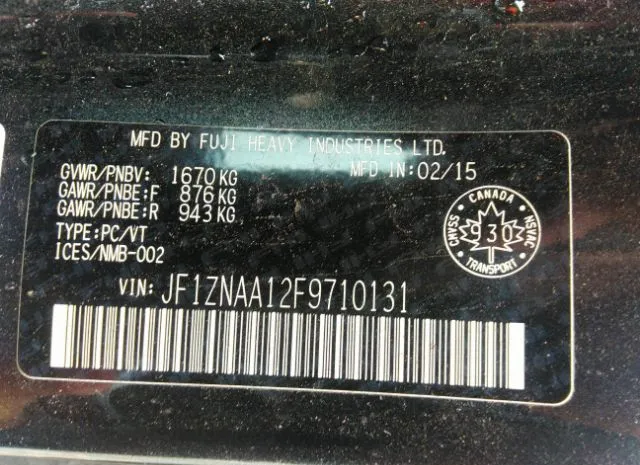 MFD BY FUJI HEAVY INDUSTRIES LTD.
GVWR/PNBV: 1670 KG MFD IN:02/15
GAWR/PNBE:F 876 KG
GAWR/PNBE:R 943 KG
TYPE:PC/VT
ICES/NMB-002
CANADA
CMVSS NSVAC
930
TRANSPORT
VIN: JF1ZNAA12F9710131